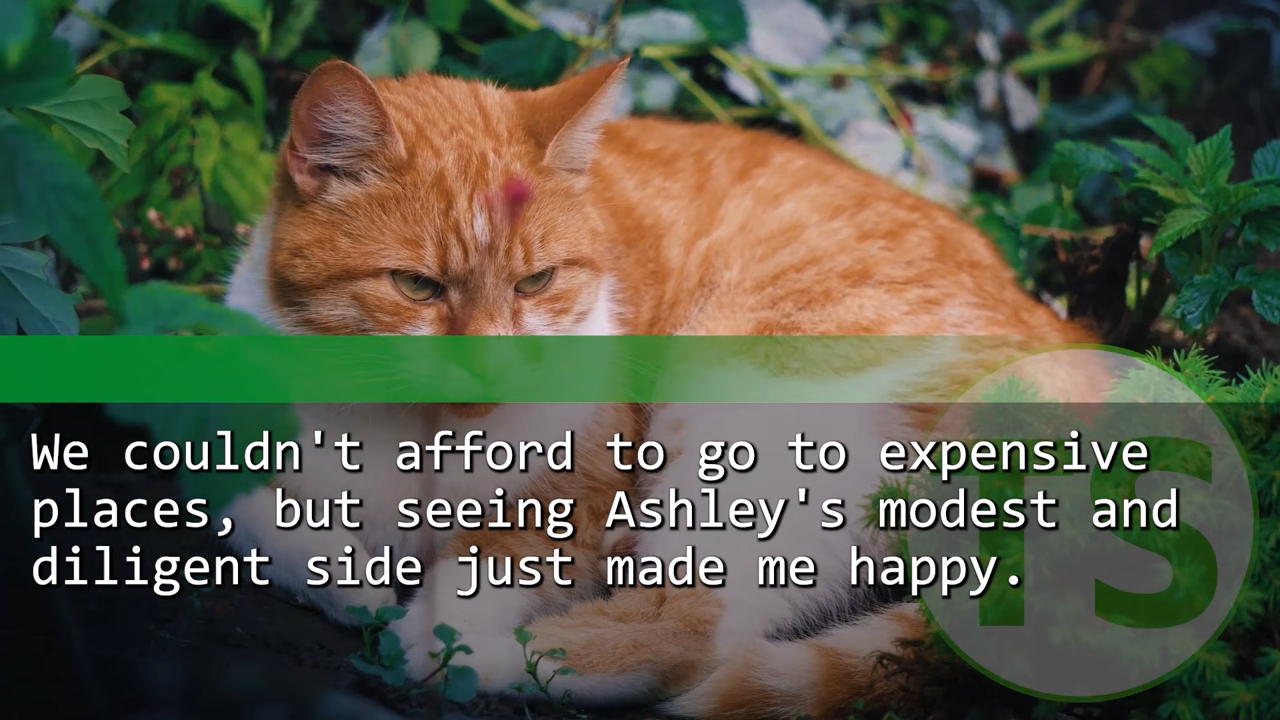 We couldn't afford to go to expensive
places, but seeing Ashley's modest and
diligent side just made me happy.
TS